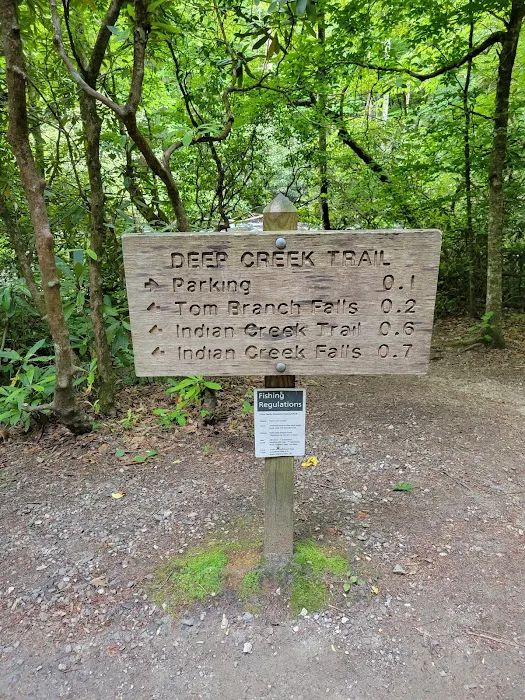 DEEP CREEK TRAIL
→ Parking 0.1
← Tom Branch Falls 0.2
← Indian Creek Trail 0.6
← Indian Creek Falls 0.7
Fishing
Regulations